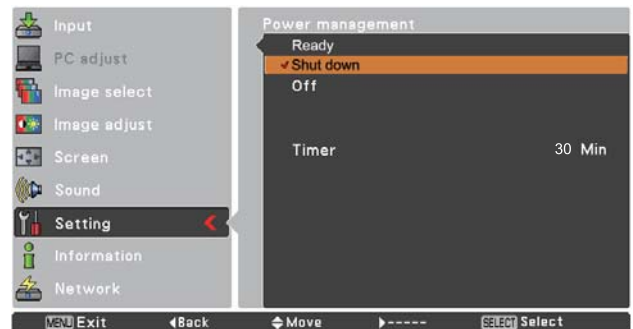 Input
PC adjust
Image select
Image adjust
Screen
Sound
Setting
Information
Network
Power management
Ready
Shut down
Off
Timer 30 Min
MENU Exit Back Move ----- SELECT Select